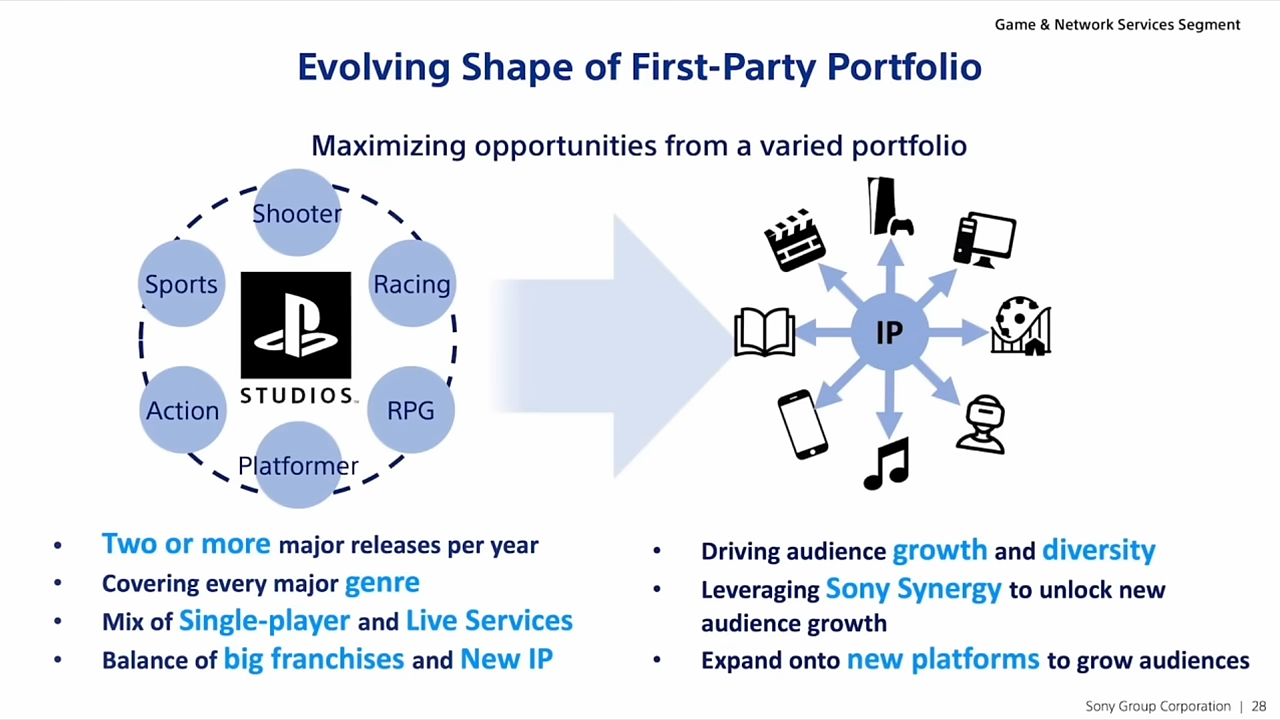 Game & Network Services Segment
Evolving Shape of First-Party Portfolio
Maximizing opportunities from a varied portfolio
Shooter
Sports
Racing
STUDIOS™
Action
RPG
Platformer
IP
• Two or more major releases per year
• Covering every major genre
• Mix of Single-player and Live Services
• Balance of big franchises and New IP
• Driving audience growth and diversity
• Leveraging Sony Synergy to unlock new
audience growth
• Expand onto new platforms to grow audiences
Sony Group Corporation | 28